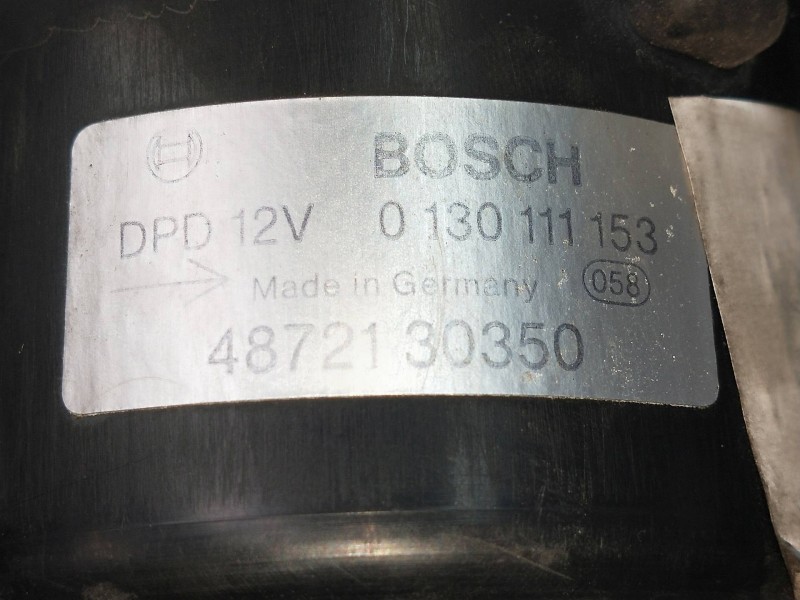 BOSCH
DPD 12V 0 130 111 153
Made in Germany 058
48721 30350